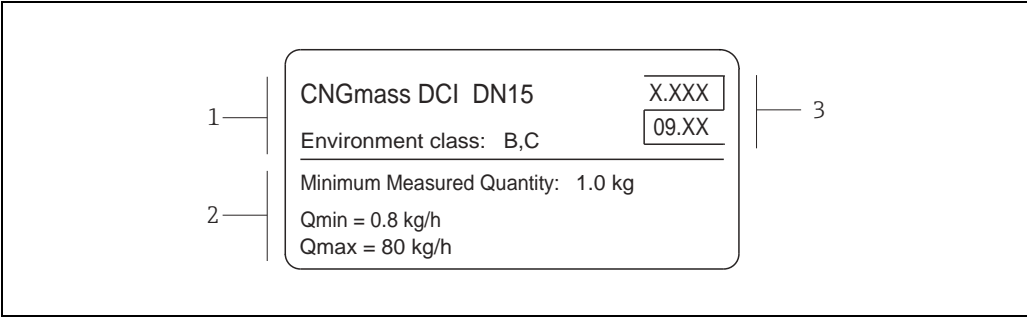 CNGmass DCI DN15
X.XXX
1
3
09.XX
Environment class: B,C
Minimum Measured Quantity: 1.0 kg
2
Qmin = 0.8 kg/h
Qmax = 80 kg/h